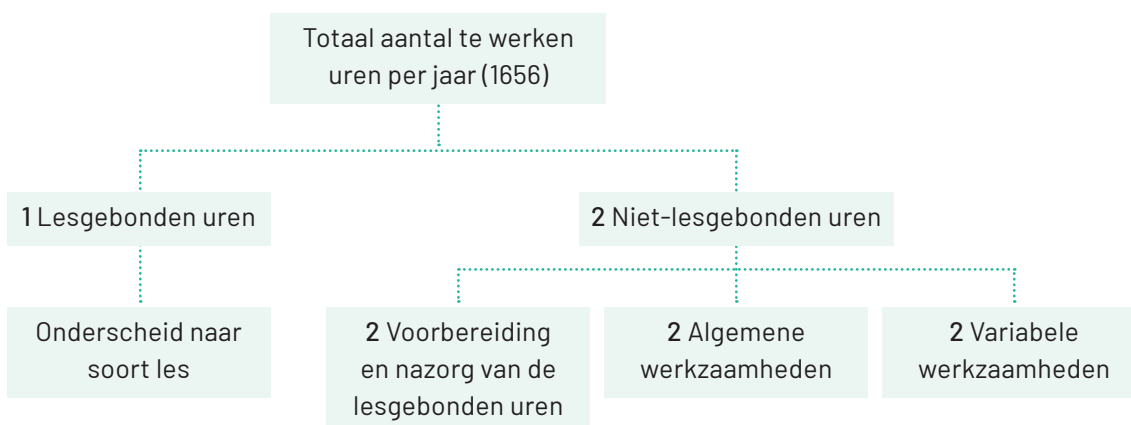 Totaal aantal te werken
uren per jaar (1656)
1 Lesgebonden uren
2 Niet-lesgebonden uren
Onderscheid naar
soort les
2 Voorbereiding
en nazorg van de
lesgebonden uren
2 Algemene
werkzaamheden
2 Variabele
werkzaamheden